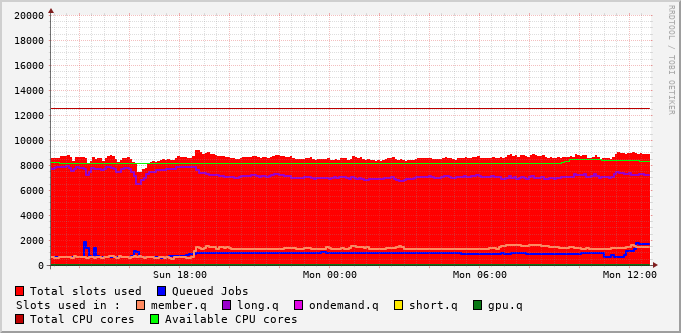 RRDTOOL / TOBI OETIKER
20000
18000
16000
14000
12000
10000
8000
6000
4000
2000
0
Sun 18:00 Mon 00:00 Mon 06:00 Mon 12:00
Total slots used Queued Jobs
Slots used in : member.q long.q ondemand.q short.q gpu.q
Total CPU cores Available CPU cores